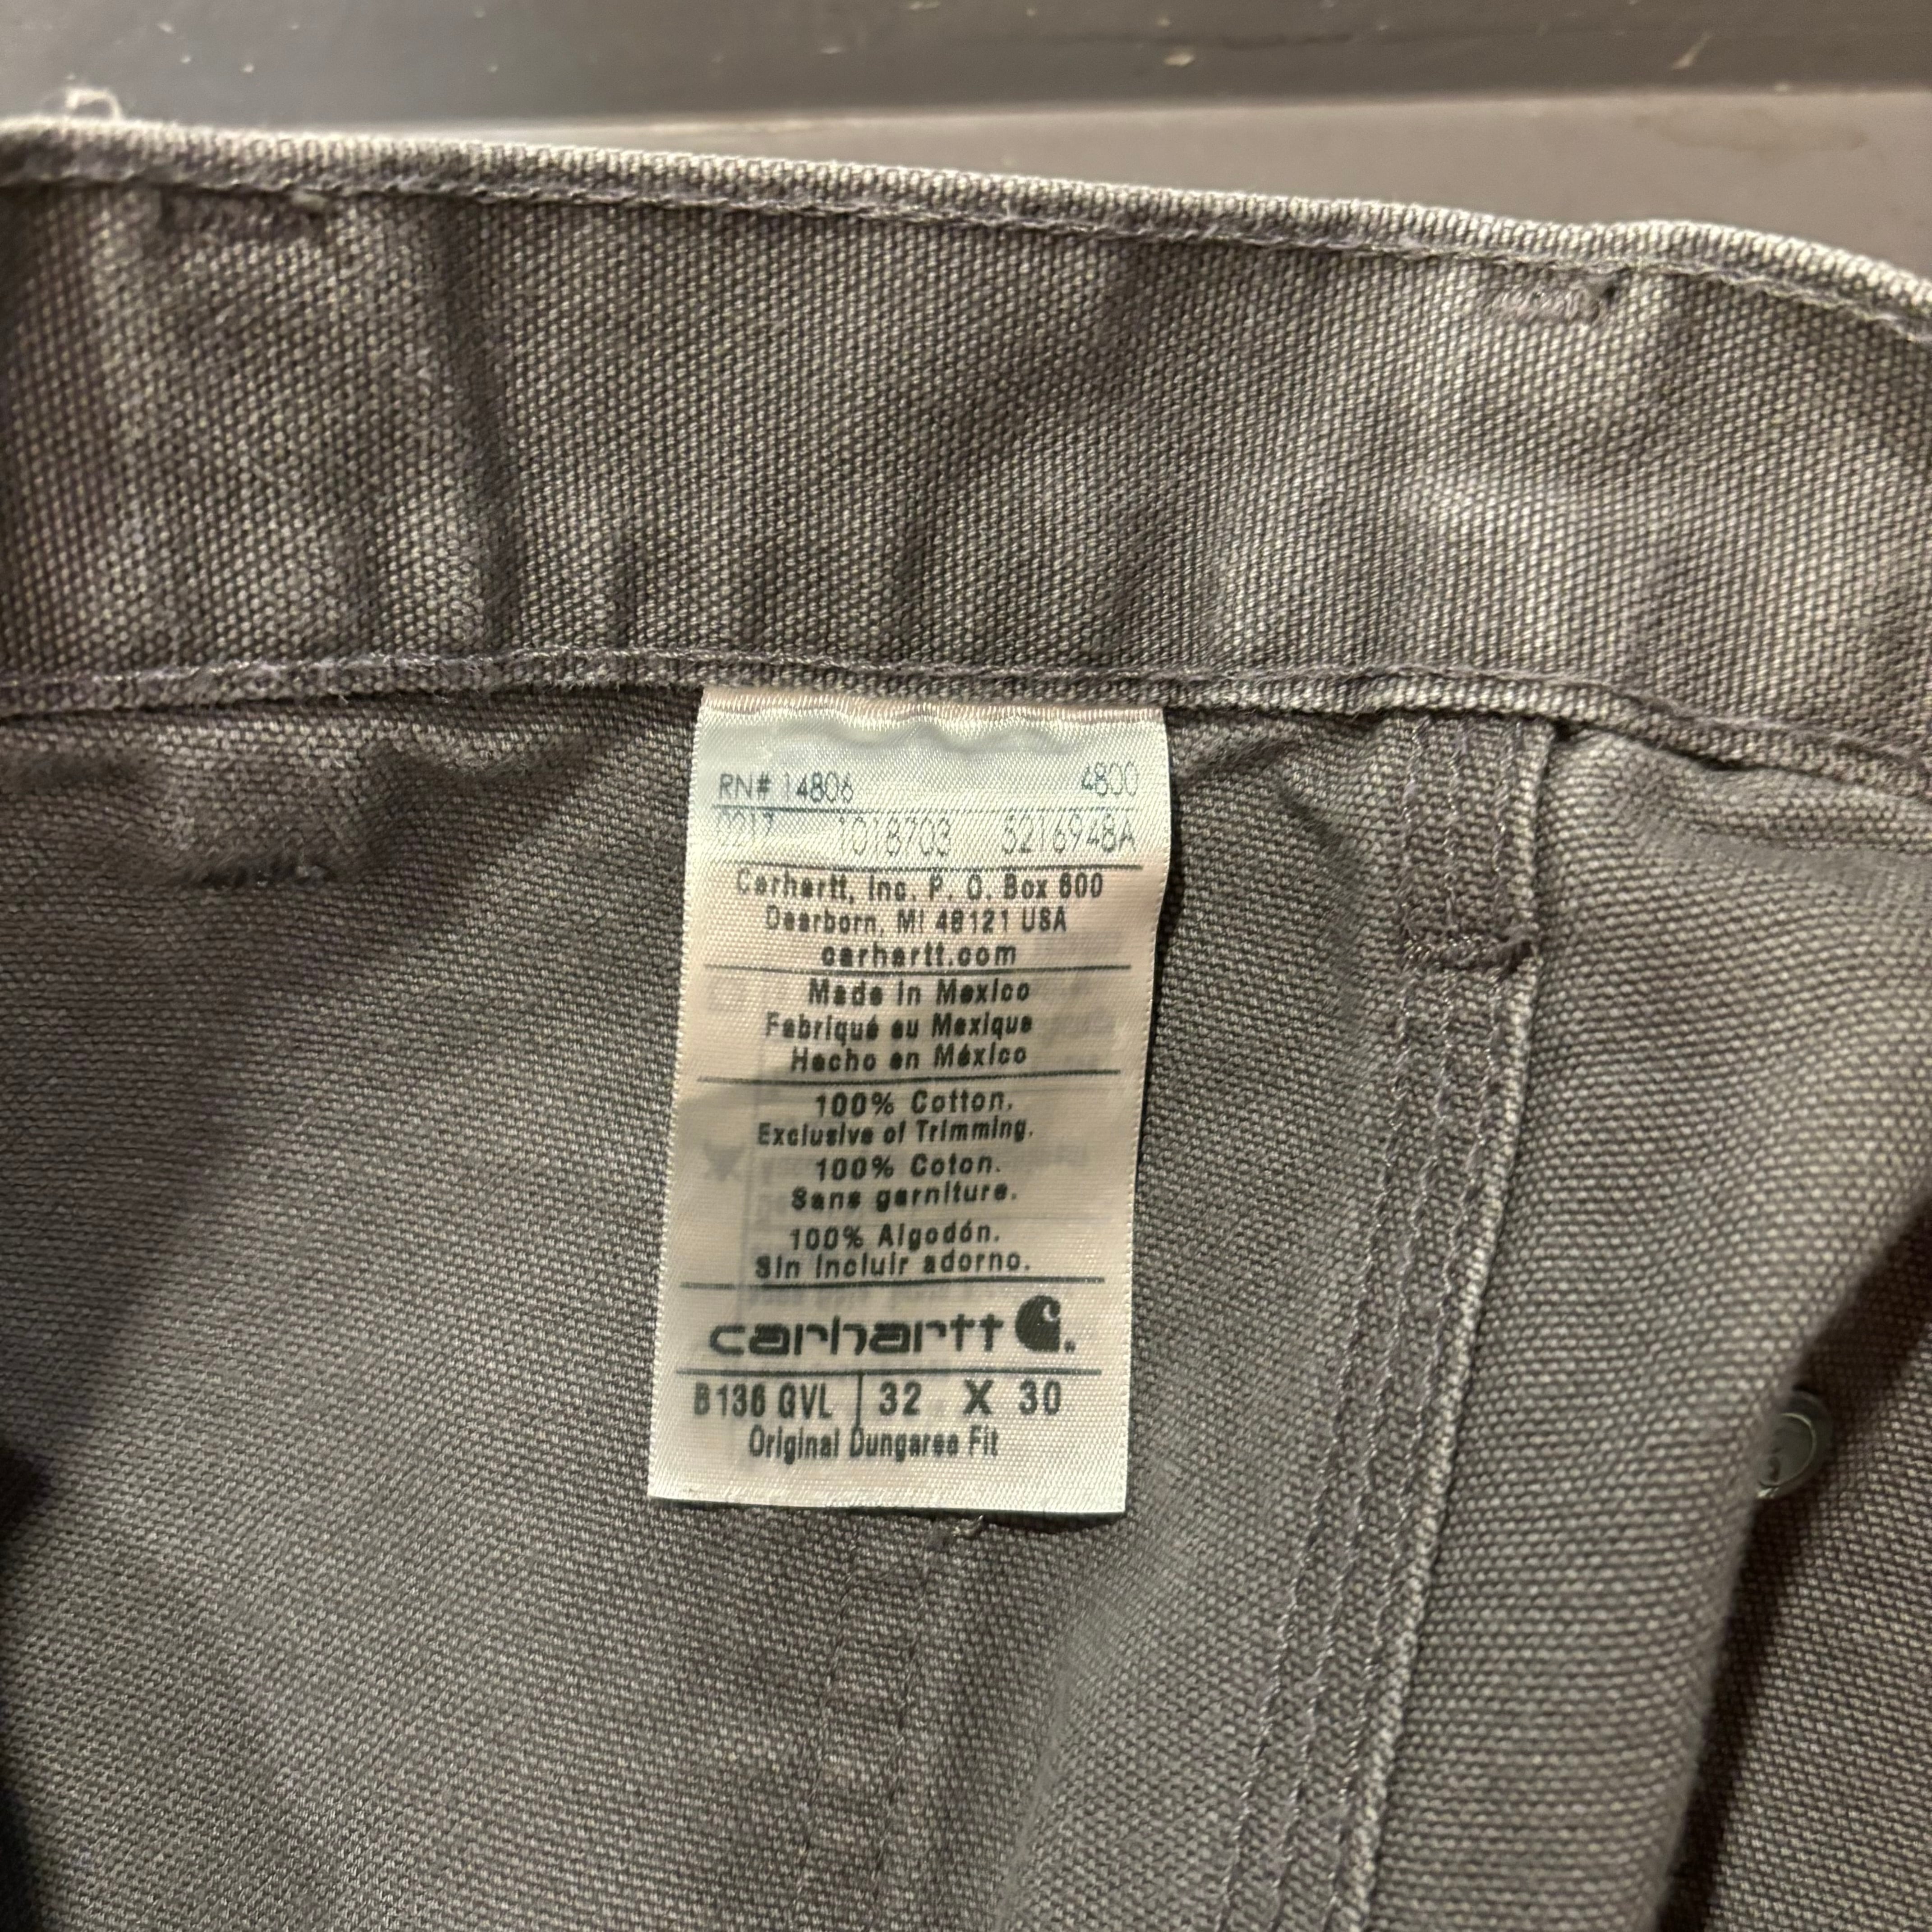 RN# 14806 4800
0217 1018703 5216948A
Carhartt, Inc. P. O. Box 600
Dearborn, MI 48121 USA
carhartt.com
Made in Mexico
Fabriqué au Mexique
Hecho en México
100% Cotton.
Exclusive of Trimming.
100% Coton.
Sans garniture.
100% Algodón.
Sin incluir adorno.
carhartt
B136 GVL 32 X 30
Original Dungaree Fit